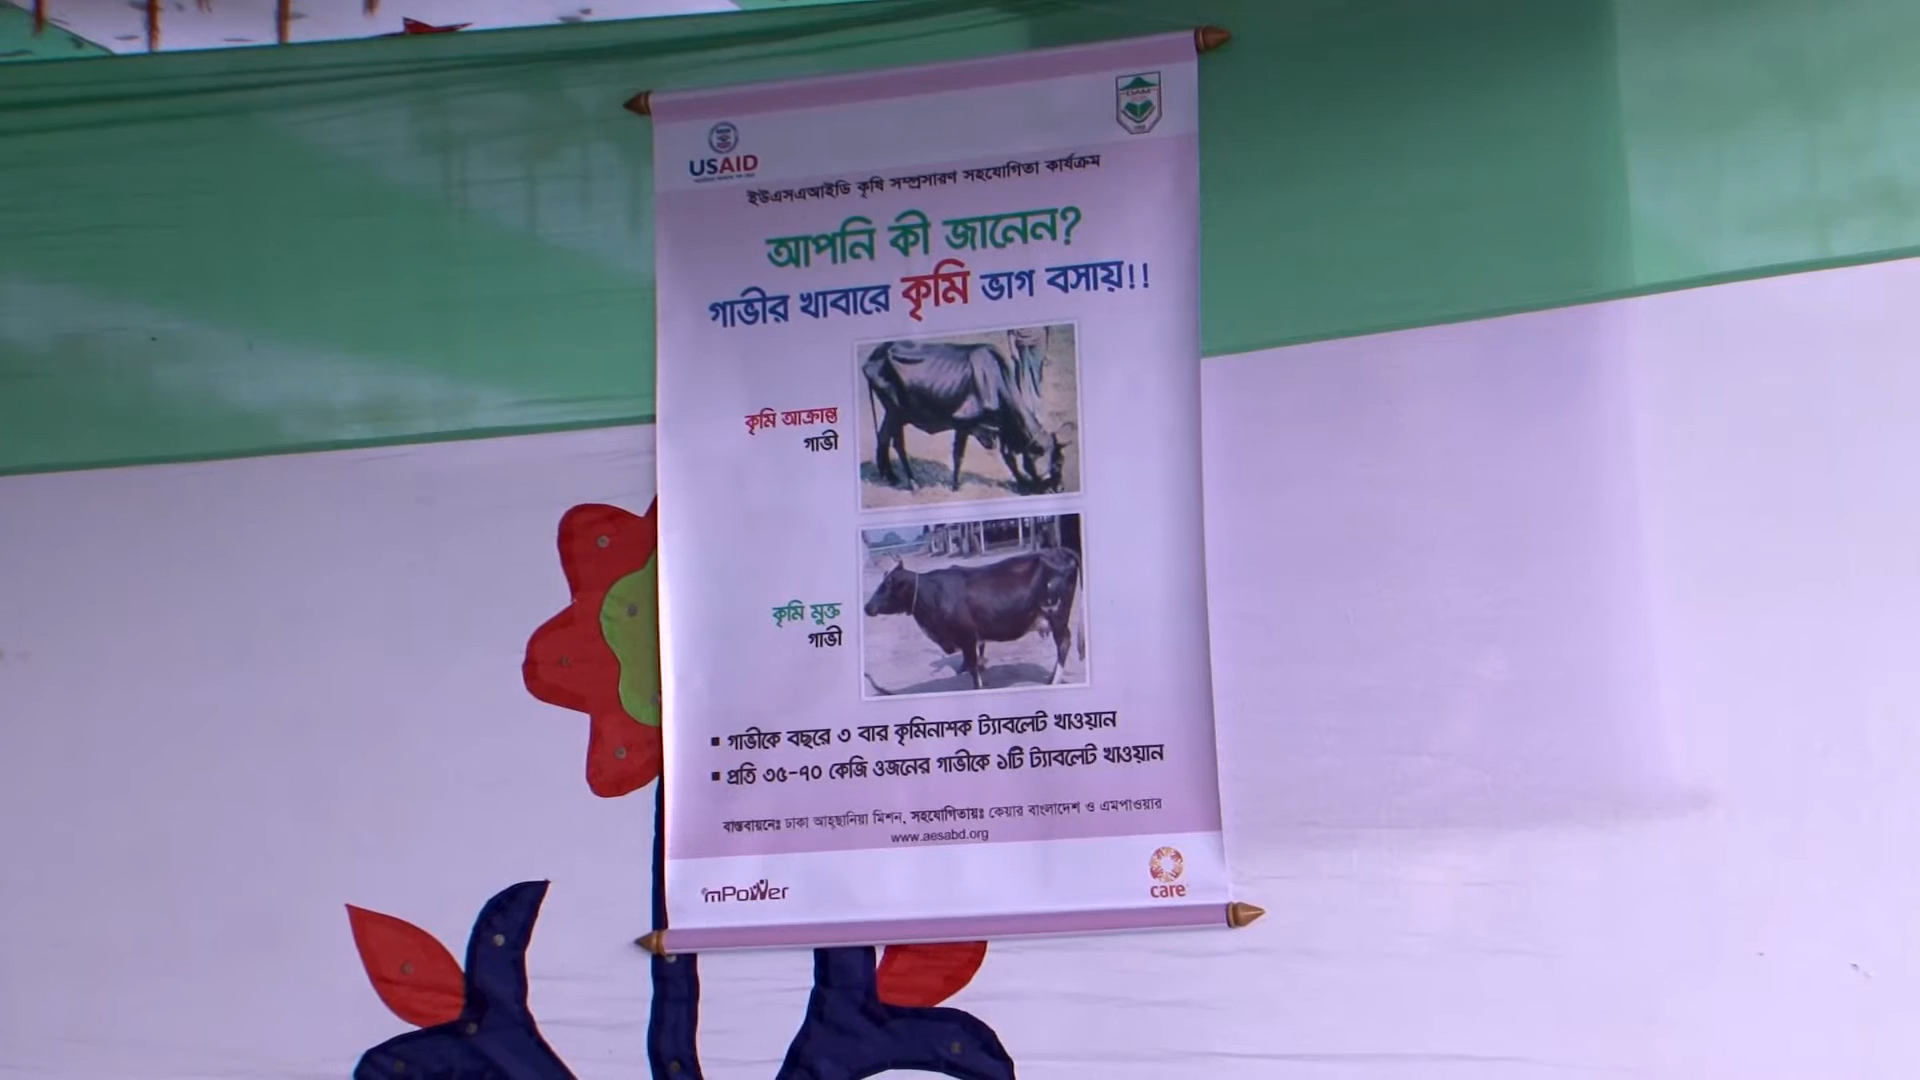 USAID
DAM
ইউএসএআইডি কৃষি সম্প্রসারণ সহযোগিতা কার্যক্রম
আপনি কী জানেন?
গাভীর খাবারে কৃমি ভাগ বসায়!!
কৃমি আক্রান্ত
গাভী
কৃমি মুক্ত
গাভী
▪ গাভীকে বছরে ৩ বার কৃমিনাশক ট্যাবলেট খাওয়ান
▪ প্রতি ৩৫-৭০ কেজি ওজনের গাভীকে ১টি ট্যাবলেট খাওয়ান
বাস্তবায়নেঃ ঢাকা আহ্ছানিয়া মিশন, সহযোগিতায়ঃ কেয়ার বাংলাদেশ ও এমপাওয়ার
www.aesabd.org
mPoWer
care